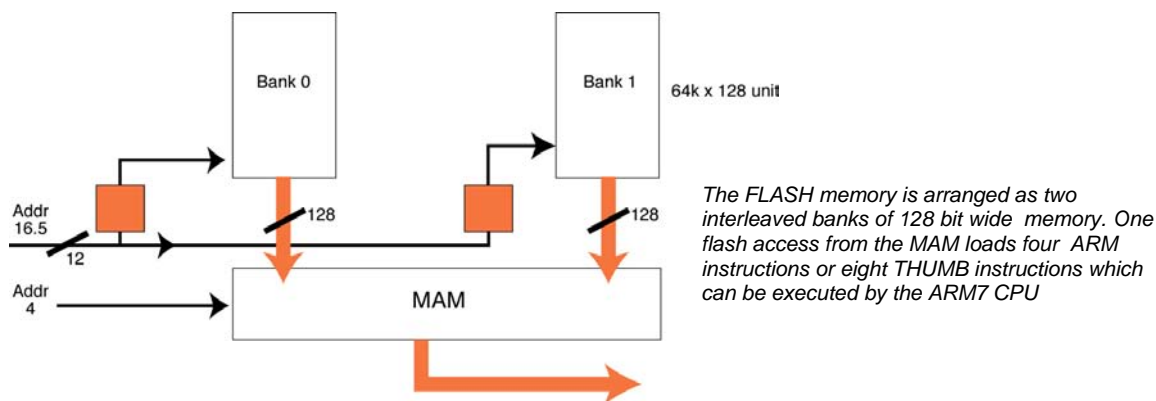 Bank 0
Bank 1
64k x 128 unit
Addr
16.5
12
128
128
The FLASH memory is arranged as two
interleaved banks of 128 bit wide memory. One
flash access from the MAM loads four ARM
instructions or eight THUMB instructions which
can be executed by the ARM7 CPU
Addr
4
MAM